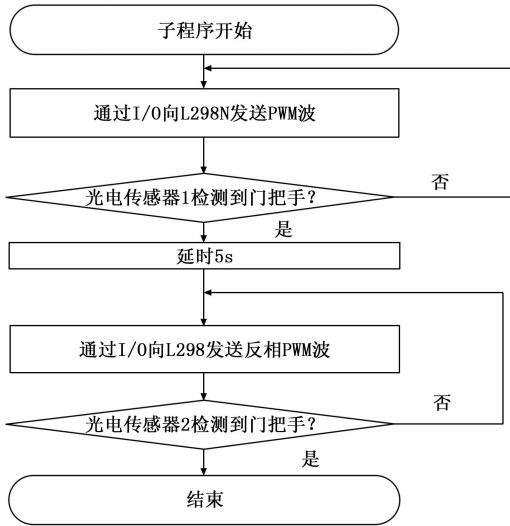 子程序开始
通过I/O向L298N发送PWM波
光电传感器1检测到门把手？
否
是
延时5s
通过I/O向L298发送反相PWM波
光电传感器2检测到门把手？
否
是
结束